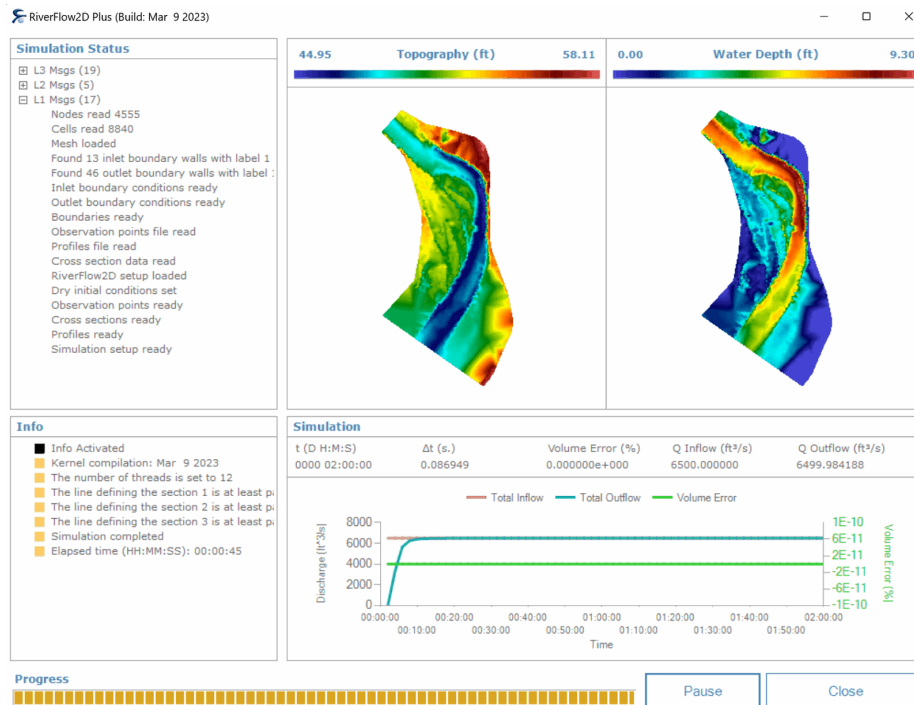 RiverFlow2D Plus (Build: Mar 9 2023)
Simulation Status
L3 Msgs (19)
L2 Msgs (5)
L1 Msgs (17)
Nodes read 4555
Cells read 8840
Mesh loaded
Found 13 inlet boundary walls with label 1
Found 46 outlet boundary walls with label
Inlet boundary conditions ready
Outlet boundary conditions ready
Boundaries ready
Observation points file read
Profiles file read
Cross section data read
RiverFlow2D setup loaded
Dry initial conditions set
Observation points ready
Cross sections ready
Profiles ready
Simulation setup ready
44.95 Topography (ft) 58.11
0.00 Water Depth (ft) 9.30
Info
Info Activated
Kernel compilation: Mar 9 2023
The number of threads is set to 12
The line defining the section 1 is at least pa
The line defining the section 2 is at least pa
The line defining the section 3 is at least pa
Simulation completed
Elapsed time (HH:MM:SS): 00:00:45
Simulation
t (D H:M:S) Δt (s.) Volume Error (%) Q Inflow (ft³/s) Q Outflow (ft³/s)
0000 02:00:00 0.086949 0.000000e+000 6500.000000 6499.984188
Total Inflow Total Outflow Volume Error
Discharge [ft^3/s]
8000
6000
4000
2000
0
1E-10
6E-11
2E-11
-2E-11
-6E-11
-1E-10
Volume Error [%]
00:00:00 00:20:00 00:40:00 01:00:00 01:20:00 01:40:00 02:00:00
00:10:00 00:30:00 00:50:00 01:10:00 01:30:00 01:50:00
Time
Progress
Pause
Close